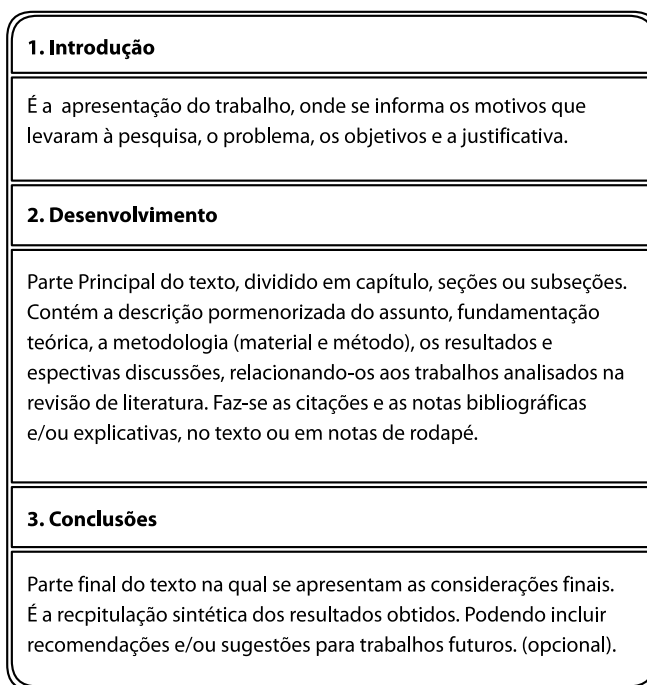 1. Introdução
É a apresentação do trabalho, onde se informa os motivos que
levaram à pesquisa, o problema, os objetivos e a justificativa.
2. Desenvolvimento
Parte Principal do texto, dividido em capítulo, seções ou subseções.
Contém a descrição pormenorizada do assunto, fundamentação
teórica, a metodologia (material e método), os resultados e
espectivas discussões, relacionando-os aos trabalhos analisados na
revisão de literatura. Faz-se as citações e as notas bibliográficas
e/ou explicativas, no texto ou em notas de rodapé.
3. Conclusões
Parte final do texto na qual se apresentam as considerações finais.
É a recpitulação sintética dos resultados obtidos. Podendo incluir
recomendações e/ou sugestões para trabalhos futuros. (opcional).